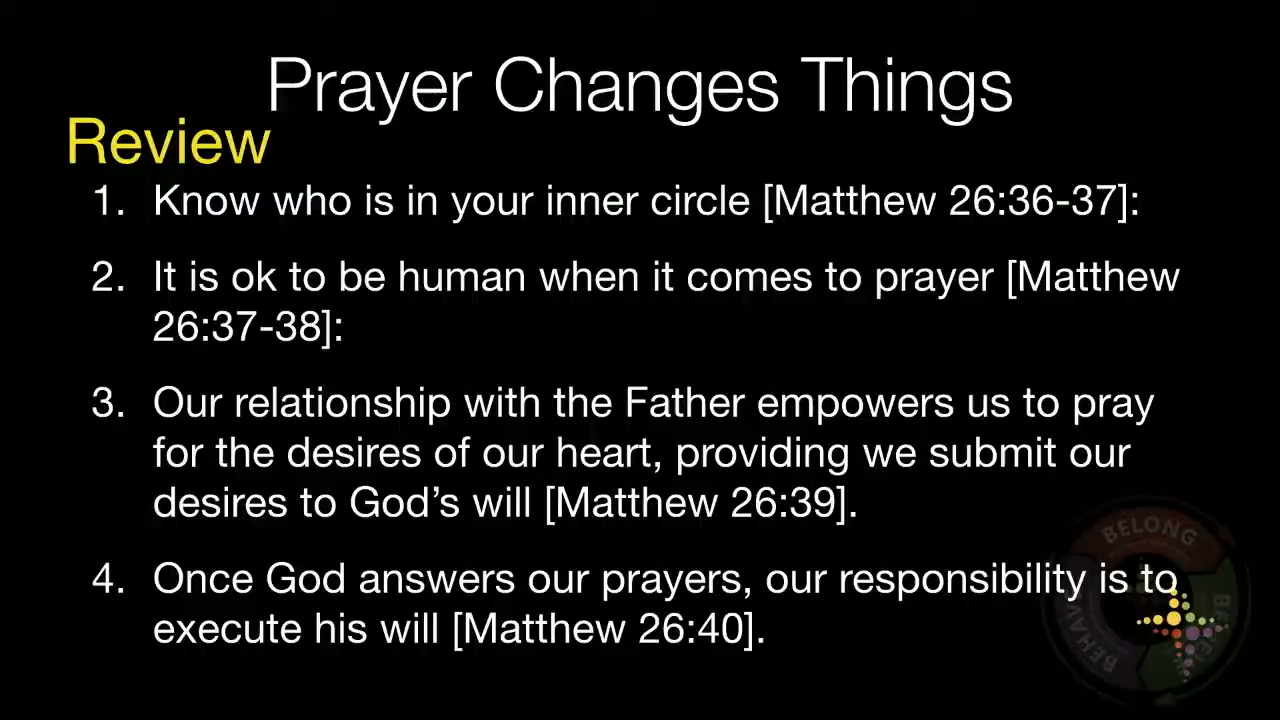 Prayer Changes Things
Review
1. Know who is in your inner circle [Matthew 26:36-37]:
2. It is ok to be human when it comes to prayer [Matthew
26:37-38]:
3. Our relationship with the Father empowers us to pray
for the desires of our heart, providing we submit our
desires to God’s will [Matthew 26:39].
4. Once God answers our prayers, our responsibility is to
execute his will [Matthew 26:40].
BELONG